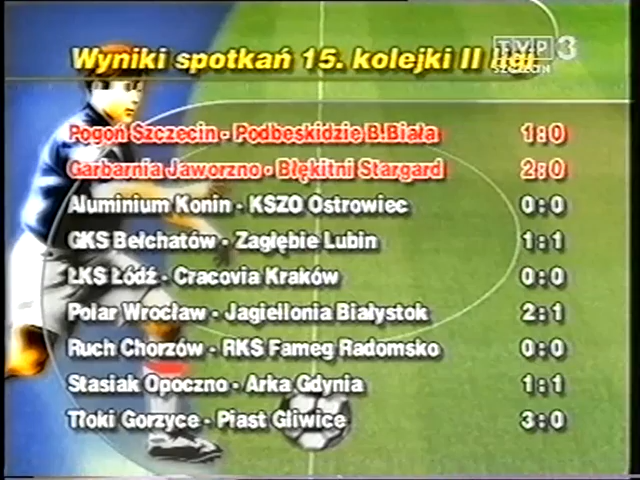 Wyniki spotkań 15. kolejki II ligi
TVP 3
SZCZECIN
Pogoń Szczecin - Podbeskidzie B.Biała 1:0
Garbarnia Jaworzno - Błękitni Stargard 2:0
Aluminium Konin - KSZO Ostrowiec 0:0
GKS Bełchatów - Zagłębie Lubin 1:1
ŁKS Łódź - Cracovia Kraków 0:0
Polar Wrocław - Jagiellonia Białystok 2:1
Ruch Chorzów - RKS Fameg Radomsko 0:0
Stasiak Opoczno - Arka Gdynia 1:1
Tłoki Gorzyce - Piast Gliwice 3:0